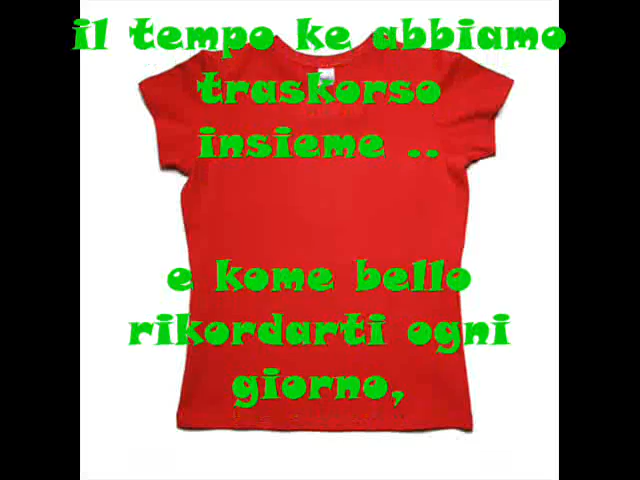 il tempo ke abbiamo
traskorso
insieme ..
e kome bello
rikordarti ogni
giorno,